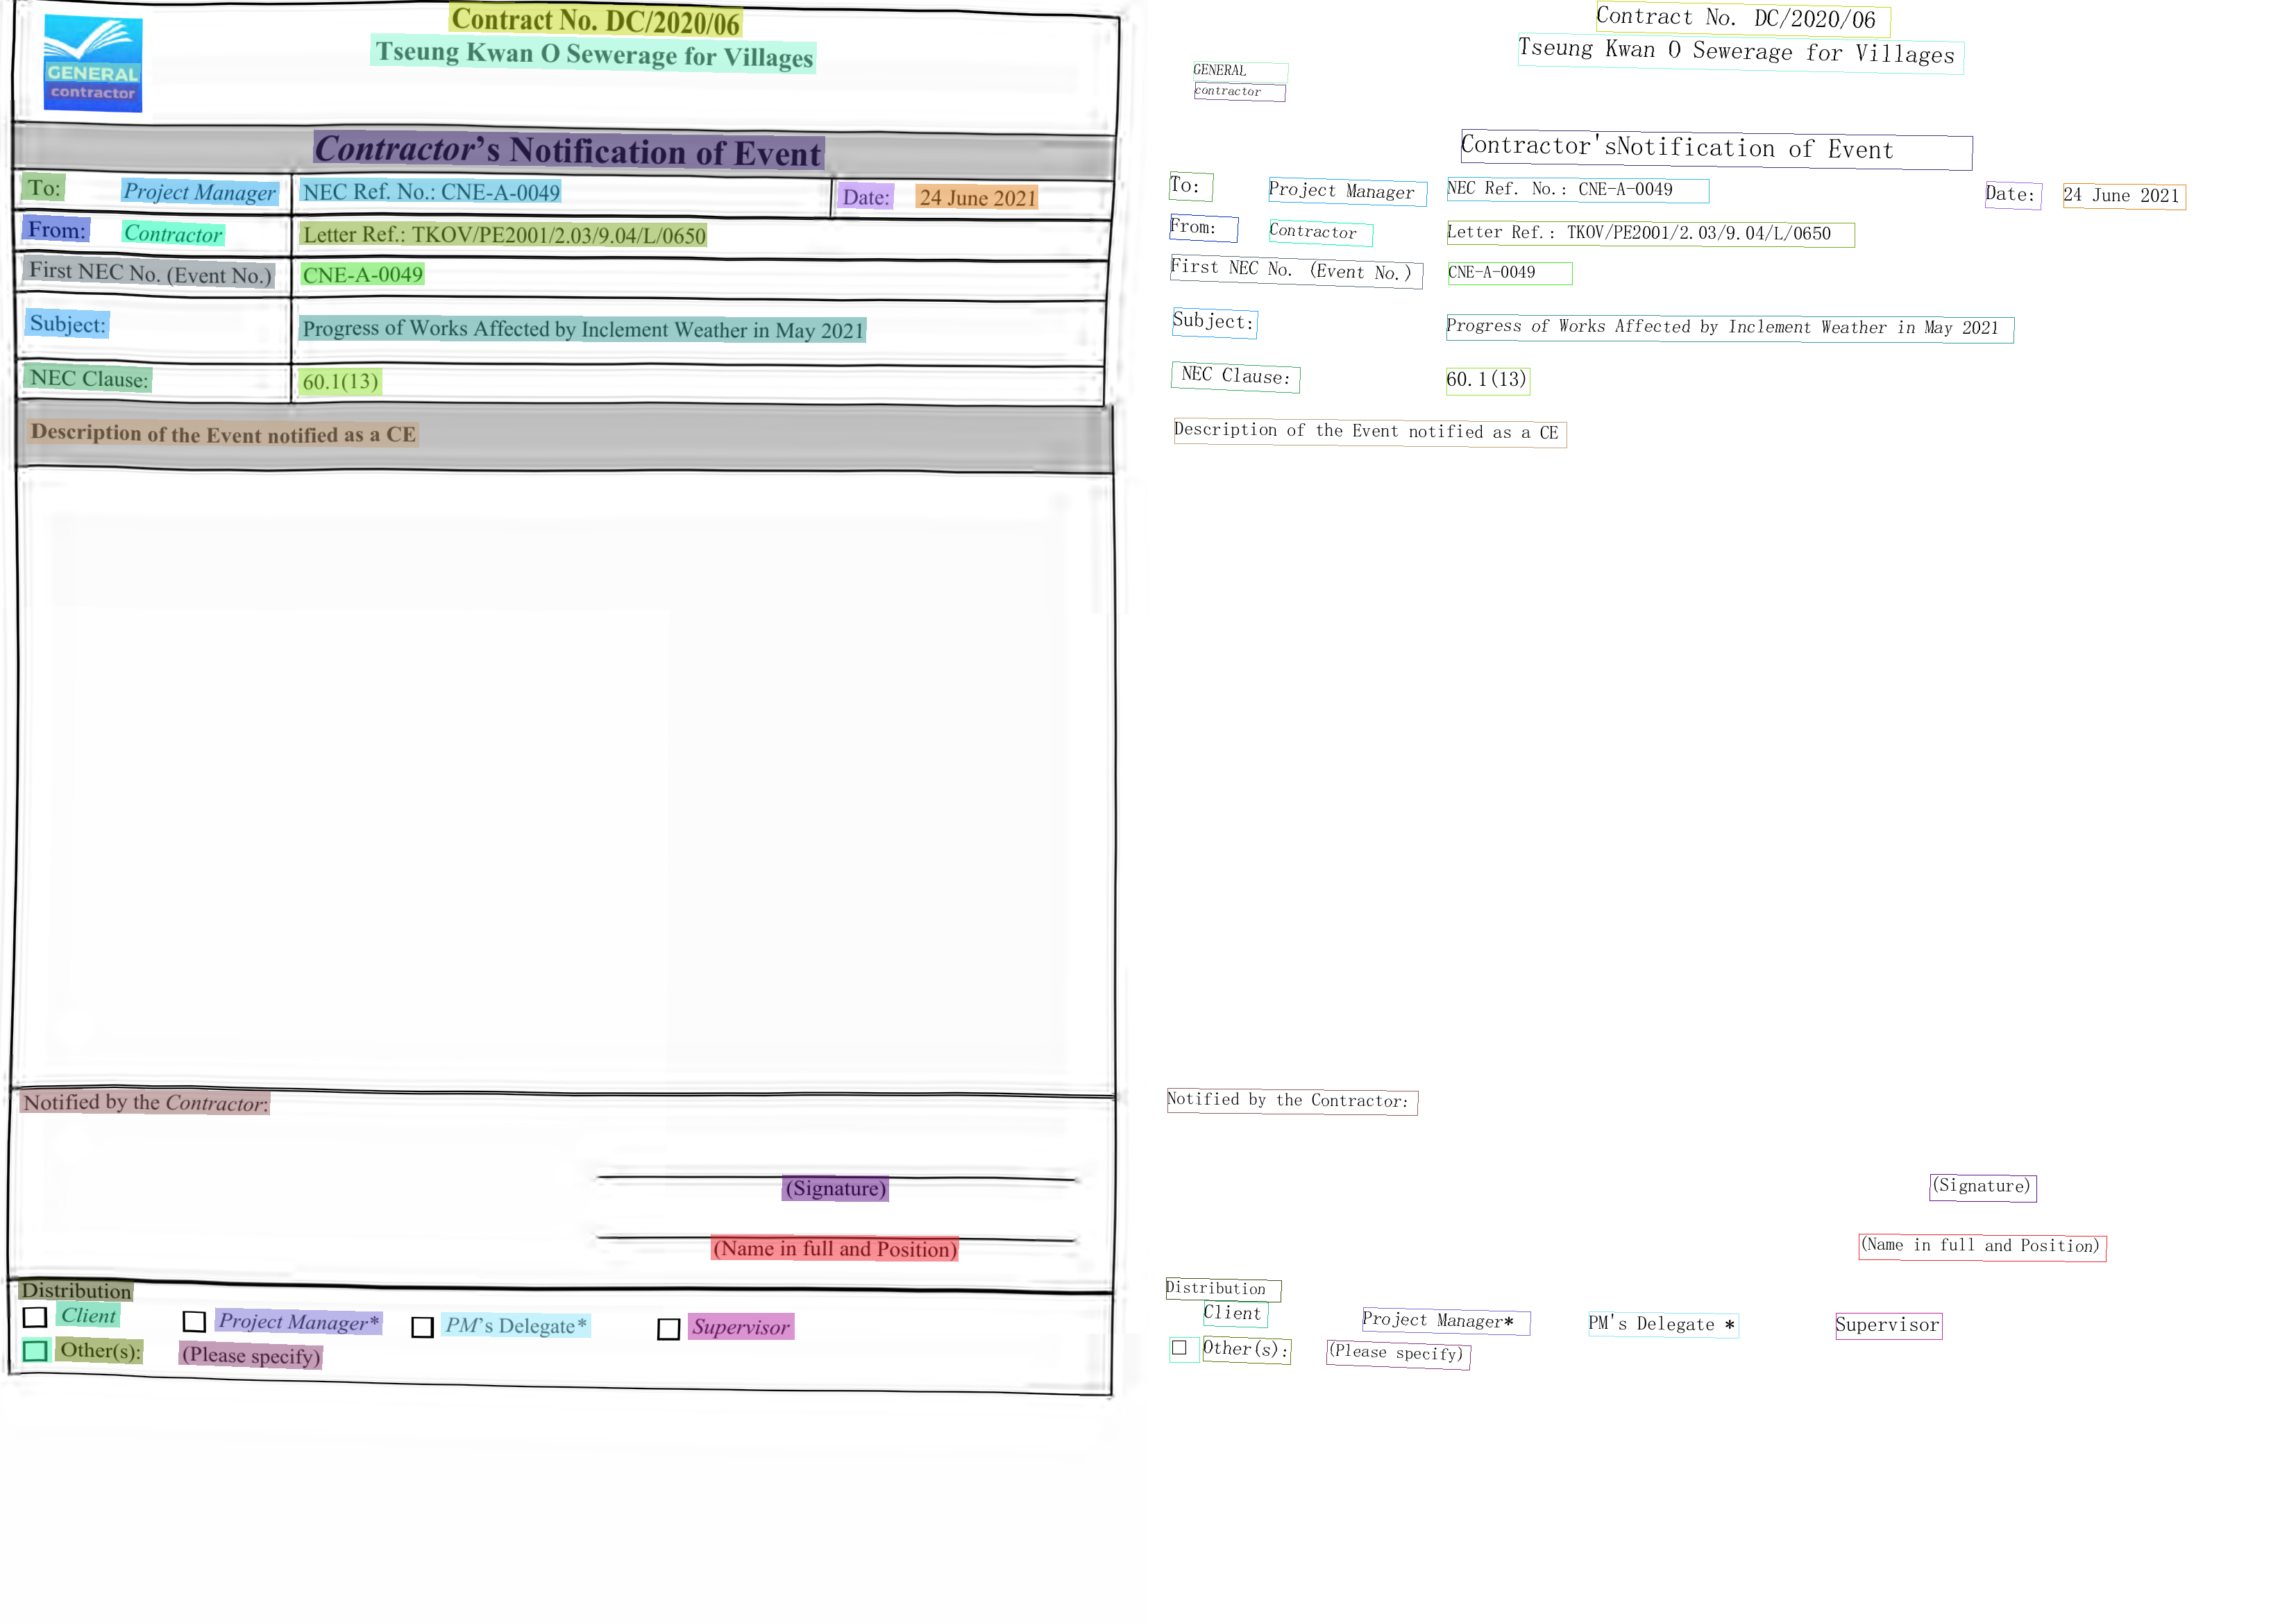 Contract No. DC/2020/06
Tseung Kwan O Sewerage for Villages
GENERAL
contractor
Contractor's Notification of Event
To: Project Manager NEC Ref. No.: CNE-A-0049 Date: 24 June 2021
From: Contractor Letter Ref.: TKOV/PE2001/2.03/9.04/L/0650
First NEC No. (Event No.) CNE-A-0049
Subject: Progress of Works Affected by Inclement Weather in May 2021
NEC Clause: 60.1(13)
Description of the Event notified as a CE
Notified by the Contractor:
(Signature)
(Name in full and Position)
Distribution
Client Project Manager* PM's Delegate* Supervisor
Other(s): (Please specify)
Contract No. DC/2020/06
Tseung Kwan O Sewerage for Villages
GENERAL
contractor
Contractor'sNotification of Event
To: Project Manager NEC Ref. No.: CNE-A-0049 Date: 24 June 2021
From: Contractor Letter Ref.: TKOV/PE2001/2.03/9.04/L/0650
First NEC No. (Event No.) CNE-A-0049
Subject: Progress of Works Affected by Inclement Weather in May 2021
NEC Clause: 60.1(13)
Description of the Event notified as a CE
Notified by the Contractor:
(Signature)
(Name in full and Position)
Distribution
Client Project Manager* PM's Delegate * Supervisor
□ Other(s): (Please specify)